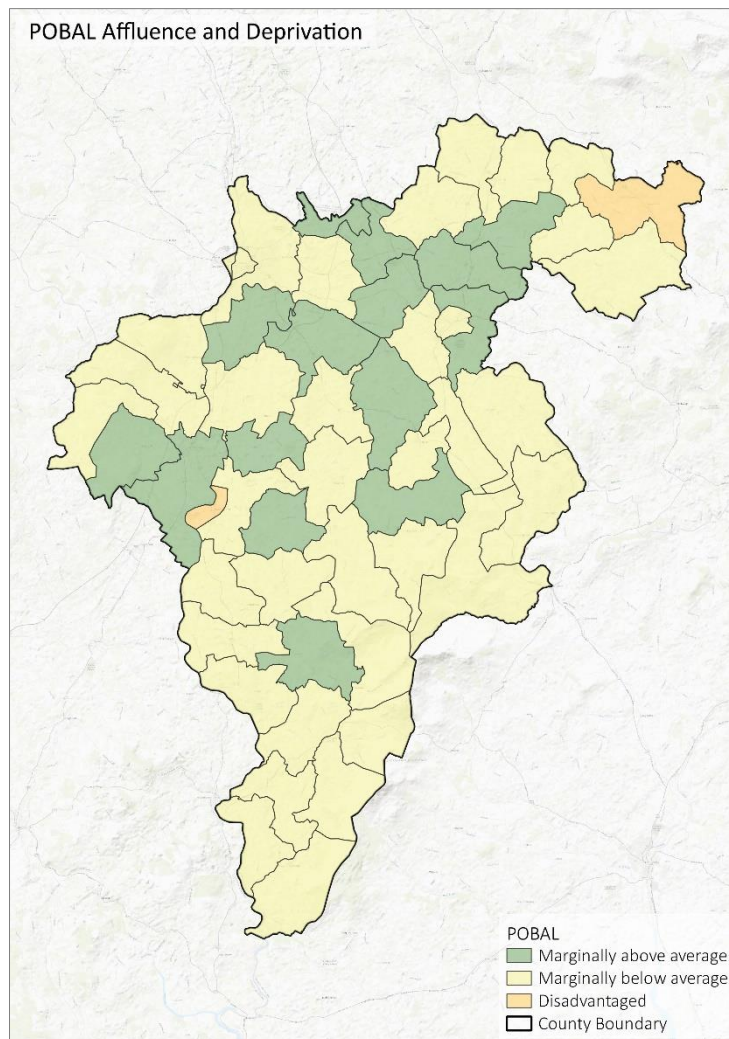 POBAL Affluence and Deprivation
POBAL
Marginally above average
Marginally below average
Disadvantaged
County Boundary